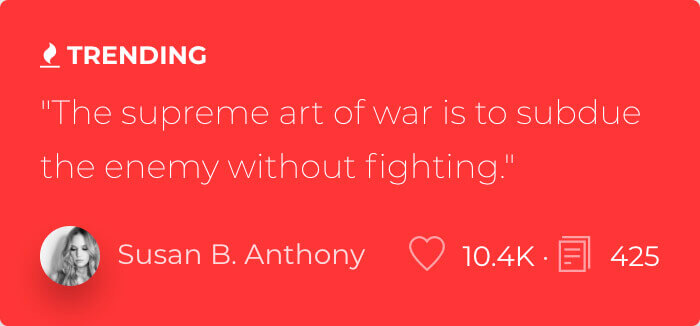 TRENDING
"The supreme art of war is to subdue
the enemy without fighting."
Susan B. Anthony 10.4K · 425